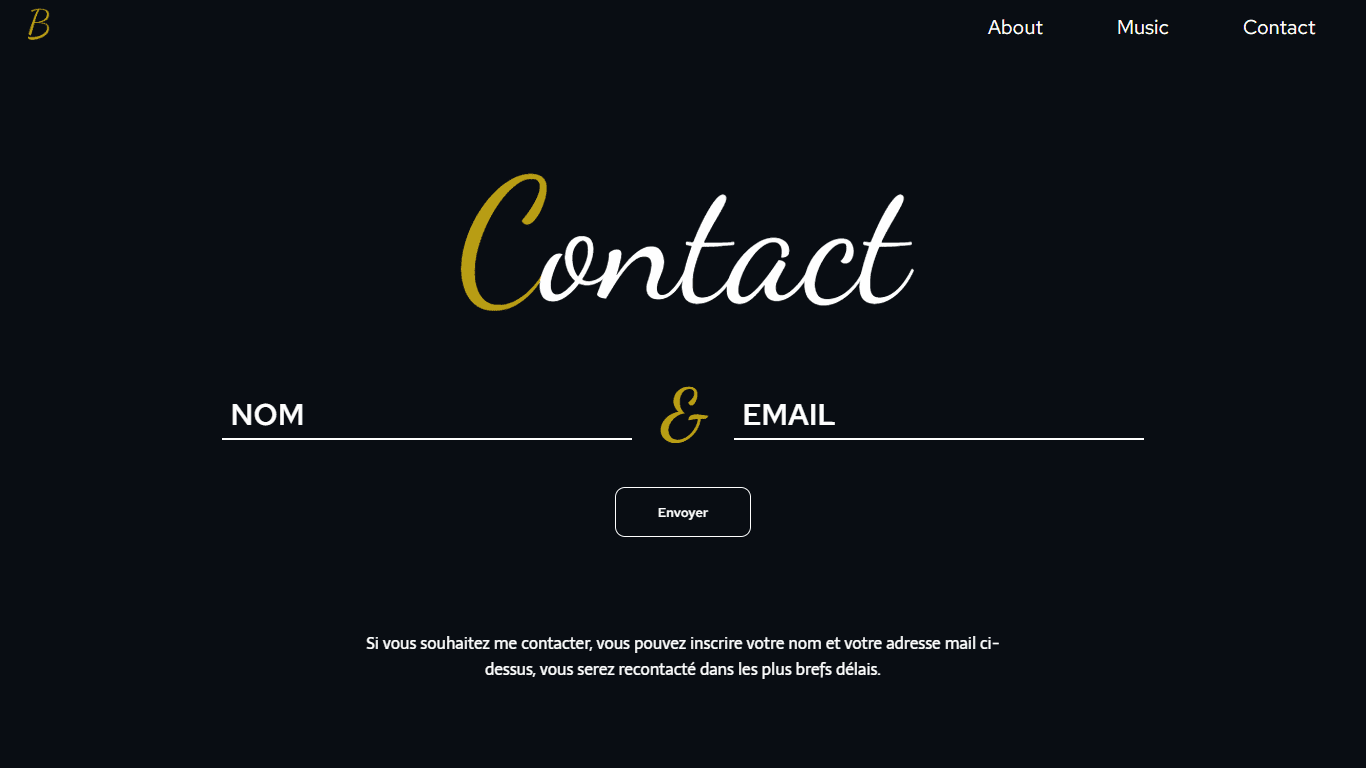 B
About Music Contact
Contact
NOM & EMAIL
Envoyer
Si vous souhaitez me contacter, vous pouvez inscrire votre nom et votre adresse mail ci-
dessus, vous serez recontacté dans les plus brefs délais.